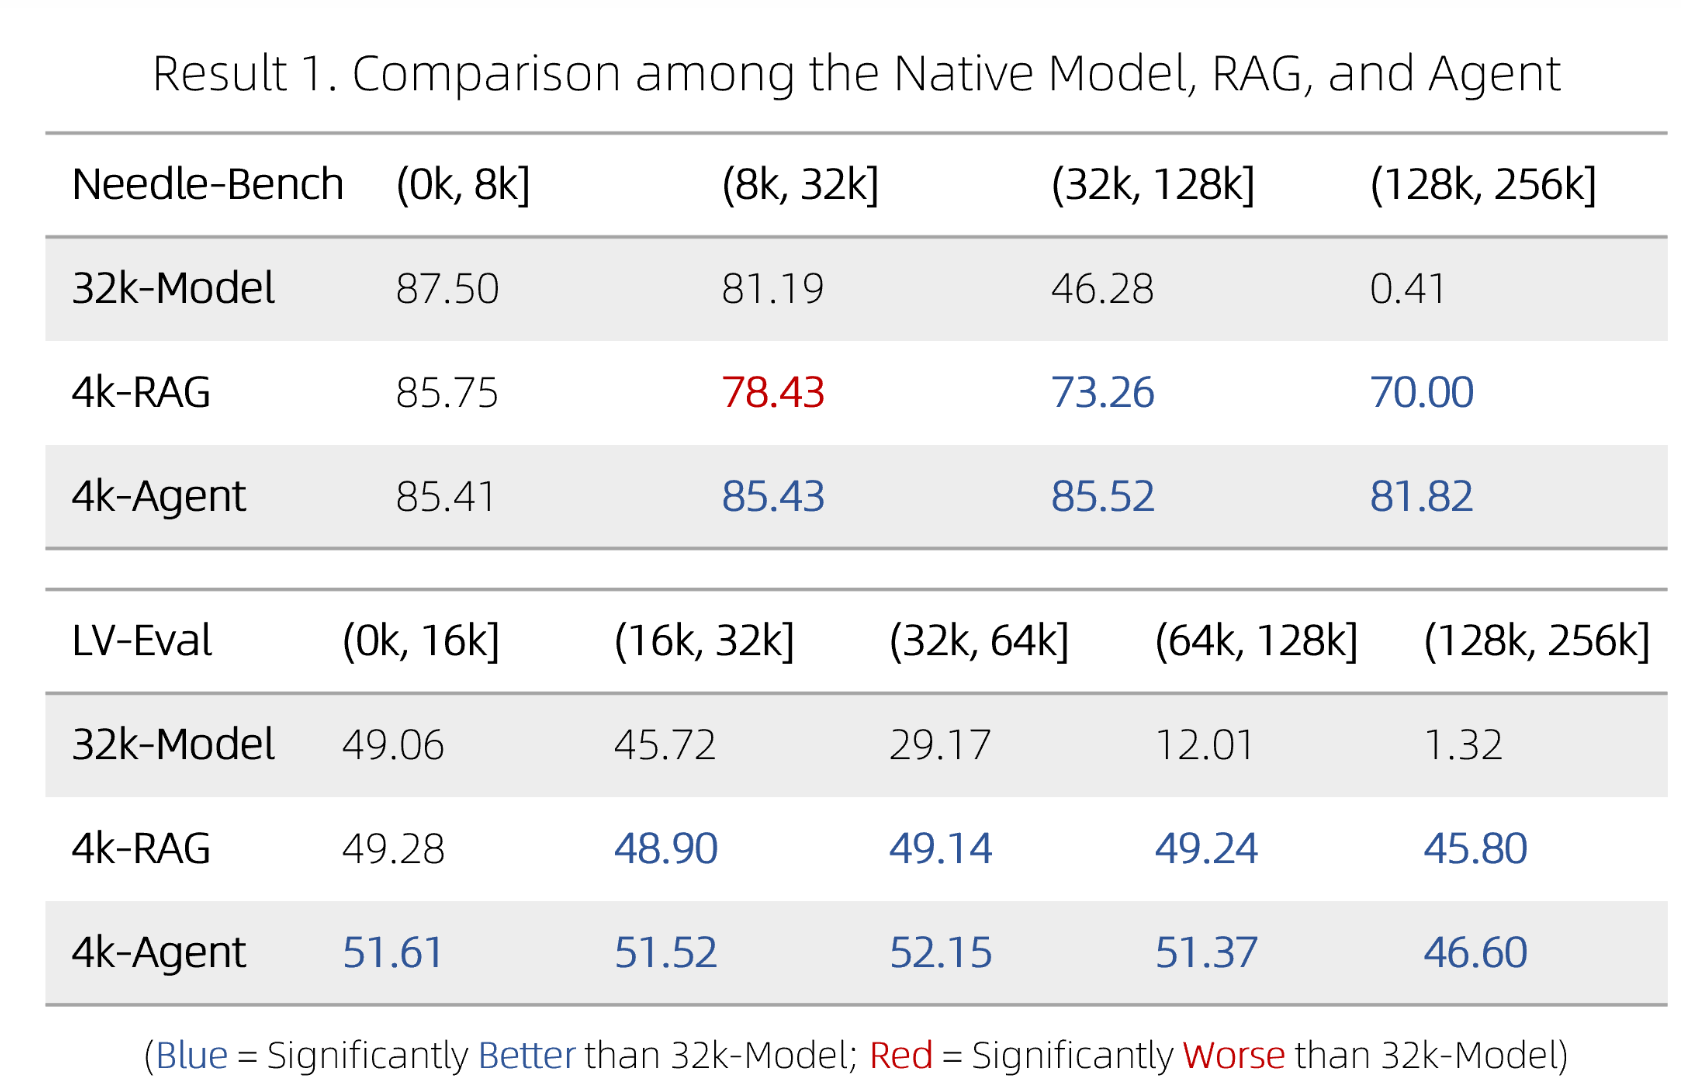 Result 1. Comparison among the Native Model, RAG, and Agent
Needle-Bench (0k, 8k] (8k, 32k] (32k, 128k] (128k, 256k]
32k-Model 87.50 81.19 46.28 0.41
4k-RAG 85.75 78.43 73.26 70.00
4k-Agent 85.41 85.43 85.52 81.82
LV-Eval (0k, 16k] (16k, 32k] (32k, 64k] (64k, 128k] (128k, 256k]
32k-Model 49.06 45.72 29.17 12.01 1.32
4k-RAG 49.28 48.90 49.14 49.24 45.80
4k-Agent 51.61 51.52 52.15 51.37 46.60
(Blue = Significantly Better than 32k-Model; Red = Significantly Worse than 32k-Model)